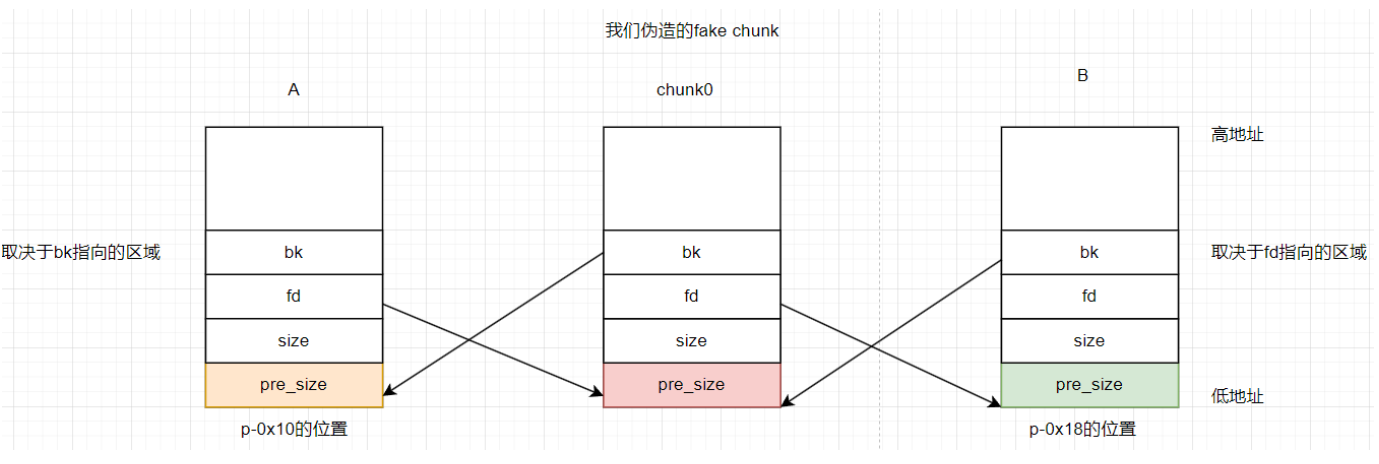 我们伪造的fake chunk
A
chunk0
B
高地址
取决于bk指向的区域
bk
bk
bk
取决于fd指向的区域
fd
fd
fd
size
size
size
pre_size
pre_size
pre_size
低地址
p-0x10的位置
p-0x18的位置